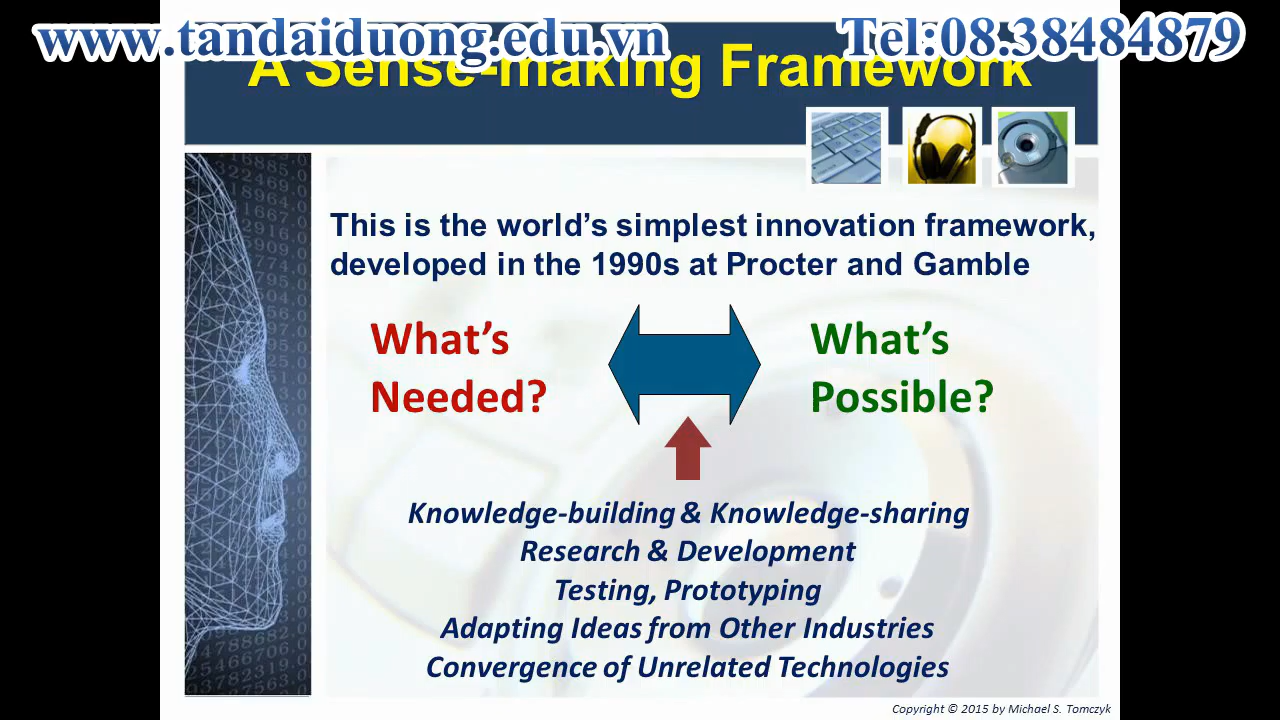 www.tandaiduong.edu.vn Tel:08.38484879
A Sense-making Framework
This is the world’s simplest innovation framework,
developed in the 1990s at Procter and Gamble
What’s
Needed?
What’s
Possible?
Knowledge-building & Knowledge-sharing
Research & Development
Testing, Prototyping
Adapting Ideas from Other Industries
Convergence of Unrelated Technologies
Copyright © 2015 by Michael S. Tomczyk